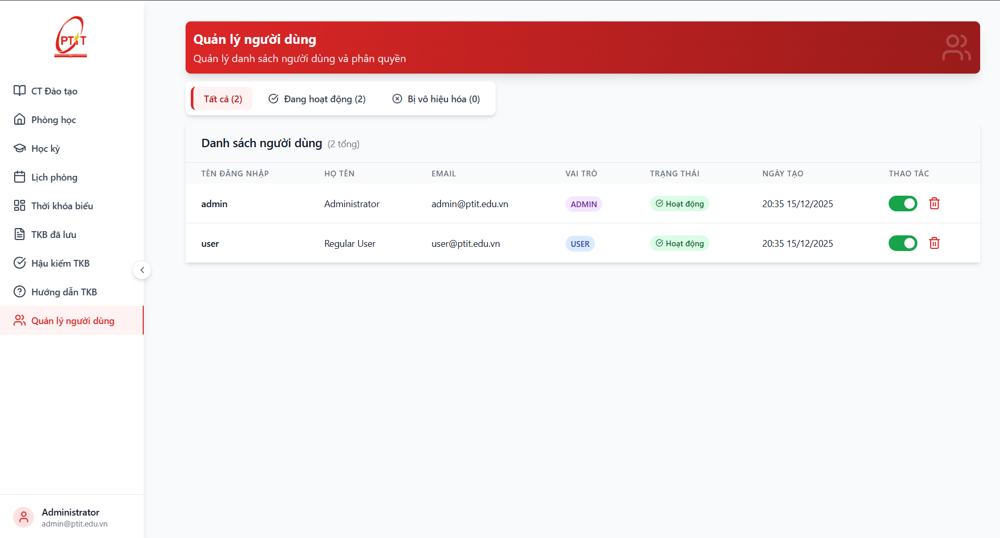 PTIT
CT Đào tạo
Phòng học
Học kỳ
Lịch phòng
Thời khóa biểu
TKB đã lưu
Hậu kiểm TKB
Hướng dẫn TKB
Quản lý người dùng
Administrator
admin@ptit.edu.vn
Quản lý người dùng
Quản lý danh sách người dùng và phân quyền
Tất cả (2) Đang hoạt động (2) Bị vô hiệu hóa (0)
Danh sách người dùng (2 tổng)
TÊN ĐĂNG NHẬP HỌ TÊN EMAIL VAI TRÒ TRẠNG THÁI NGÀY TẠO THAO TÁC
admin Administrator admin@ptit.edu.vn ADMIN Hoạt động 20:35 15/12/2025
user Regular User user@ptit.edu.vn USER Hoạt động 20:35 15/12/2025